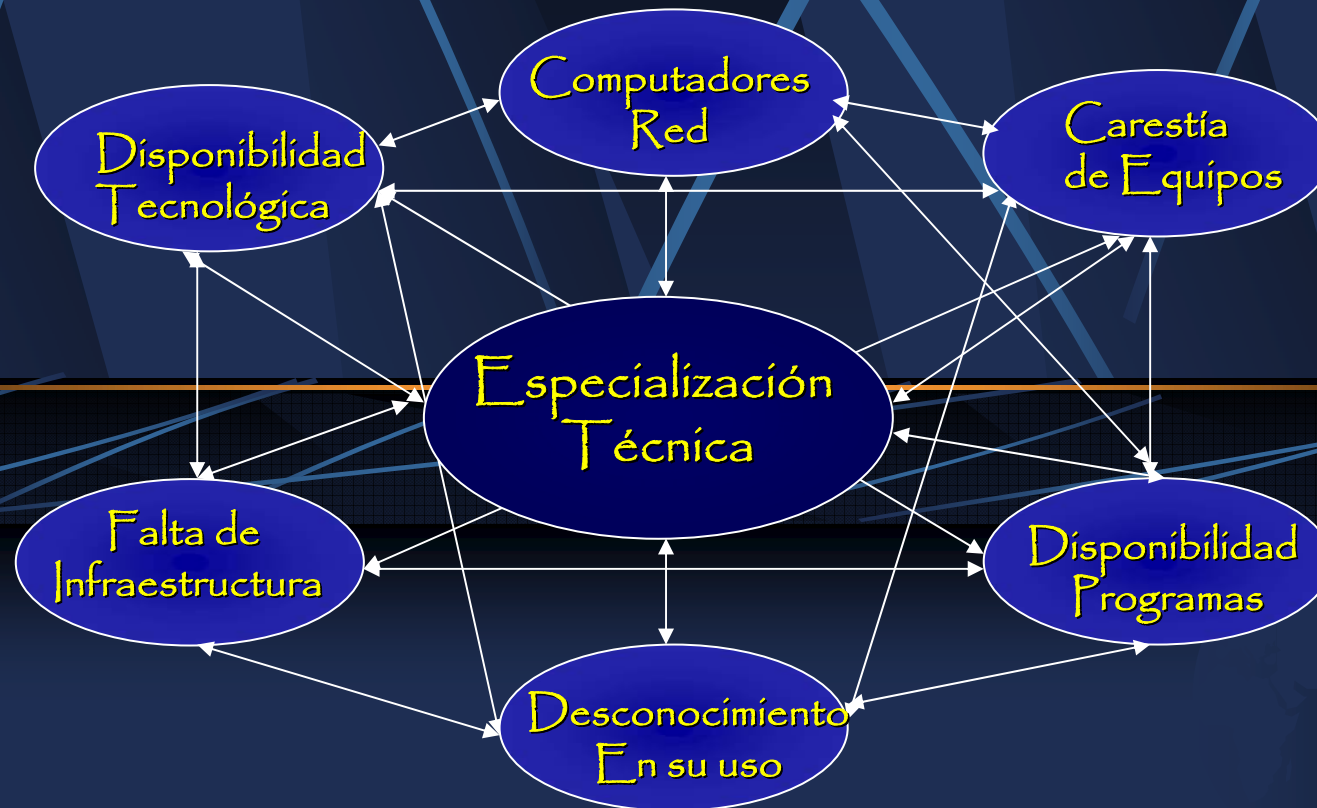 Computadores
Red
Disponibilidad
Tecnológica
Carestía
de Equipos
Especialización
Técnica
Falta de
Infraestructura
Disponibilidad
Programas
Desconocimiento
En su uso